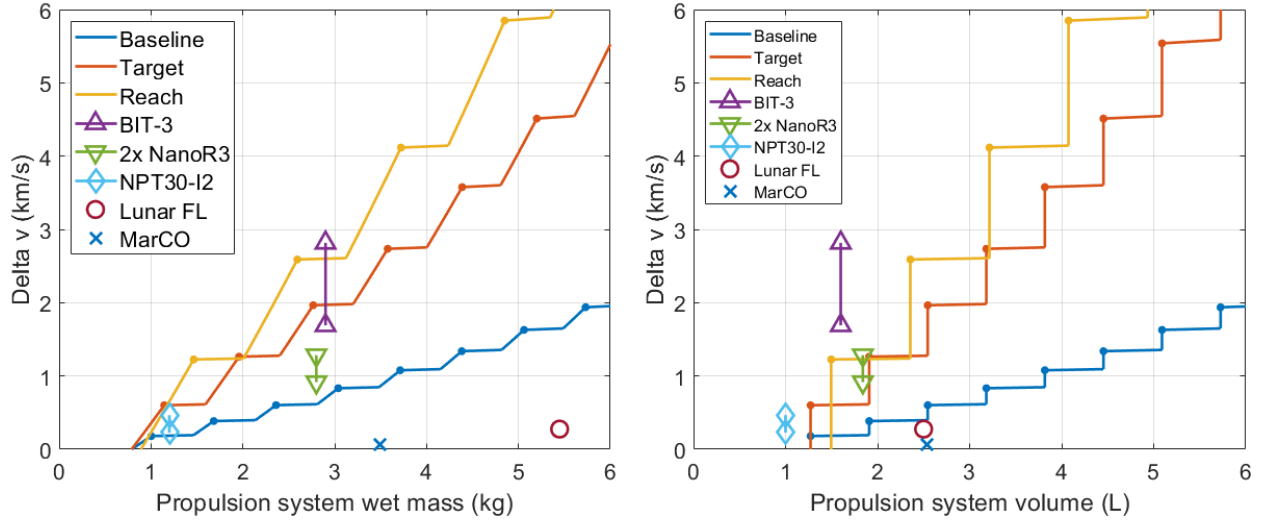 Delta v (km/s)
6
5
4
3
2
1
0
Baseline
Target
Reach
BIT-3
2x NanoR3
NPT30-I2
Lunar FL
MarCO
0 1 2 3 4 5 6
Propulsion system wet mass (kg)
Delta v (km/s)
6
5
4
3
2
1
0
Baseline
Target
Reach
BIT-3
2x NanoR3
NPT30-I2
Lunar FL
MarCO
0 1 2 3 4 5 6
Propulsion system volume (L)